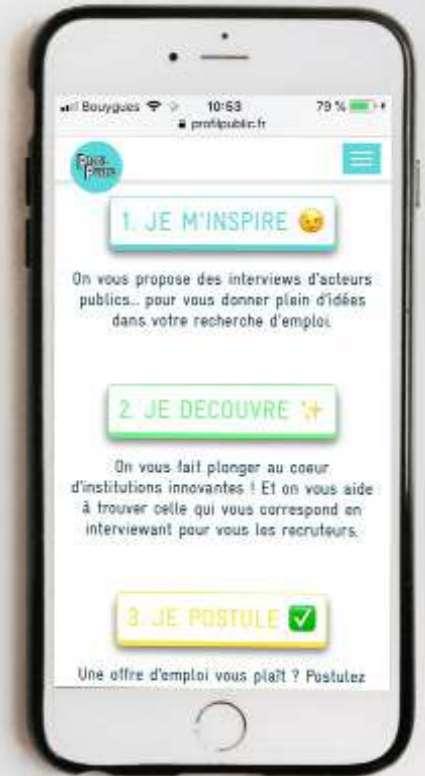 Bouygues 10:53 79 %
profilpublic.fr
1. JE M'INSPIRE
On vous propose des interviews d'acteurs
publics... pour vous donner plein d'idées
dans votre recherche d'emploi.
2. JE DECOUVRE
On vous fait plonger au coeur
d'institutions innovantes ! Et on vous aide
à trouver celle qui vous correspond en
interviewant pour vous les recruteurs.
3. JE POSTULE
Une offre d'emploi vous plaît ? Postulez